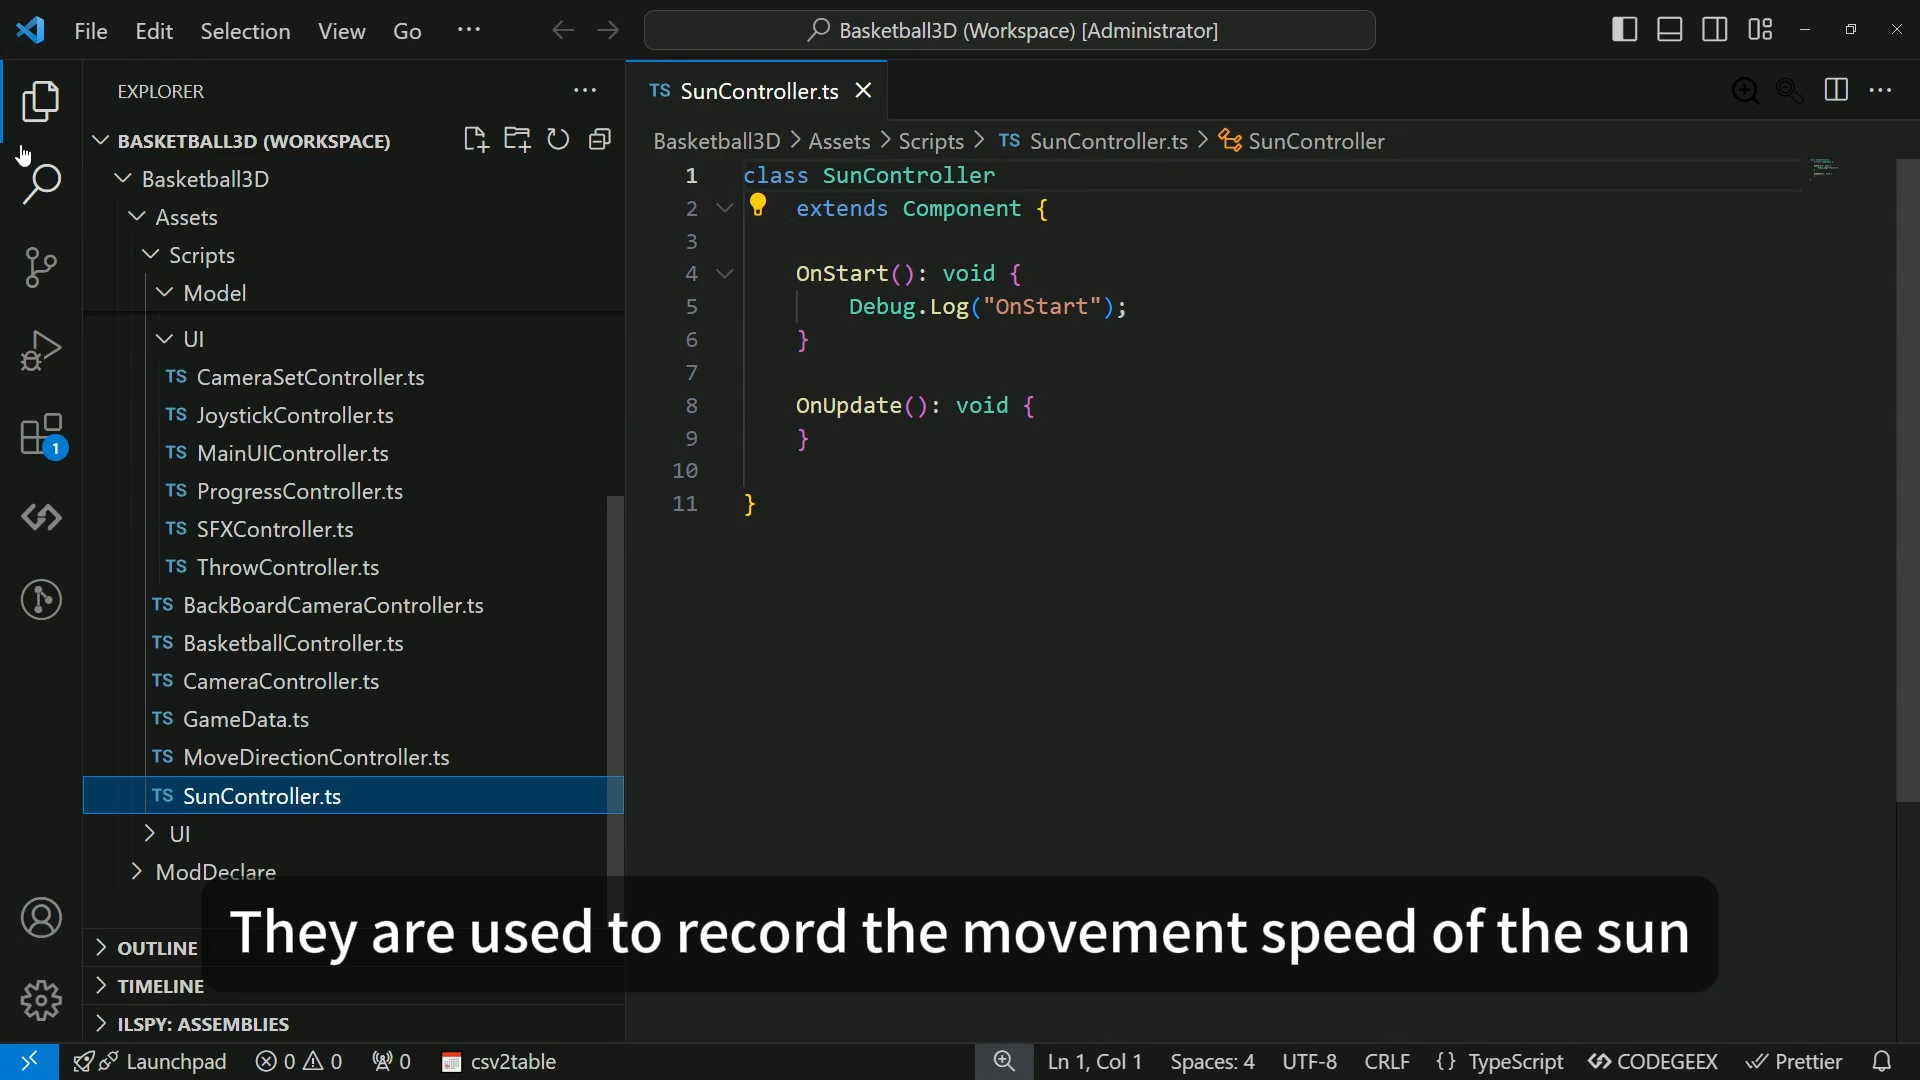 File Edit Selection View Go ··· Basketball3D (Workspace) [Administrator]
EXPLORER ···
BASKETBALL3D (WORKSPACE)
Basketball3D
Assets
Scripts
Model
UI
TS CameraSetController.ts
TS JoystickController.ts
TS MainUIController.ts
TS ProgressController.ts
TS SFXController.ts
TS ThrowController.ts
TS BackBoardCameraController.ts
TS BasketballController.ts
TS CameraController.ts
TS GameData.ts
TS MoveDirectionController.ts
TS SunController.ts
UI
ModDeclare
OUTLINE
TIMELINE
ILSPY: ASSEMBLIES
1
TS SunController.ts
Basketball3D > Assets > Scripts > TS SunController.ts > SunController
1 class SunController
2 extends Component {
3
4 OnStart(): void {
5 Debug.Log("OnStart");
6 }
7
8 OnUpdate(): void {
9 }
10
11 }
They are used to record the movement speed of the sun
Launchpad 0 0 0 csv2table Ln 1, Col 1 Spaces: 4 UTF-8 CRLF {} TypeScript CODEGEEX Prettier